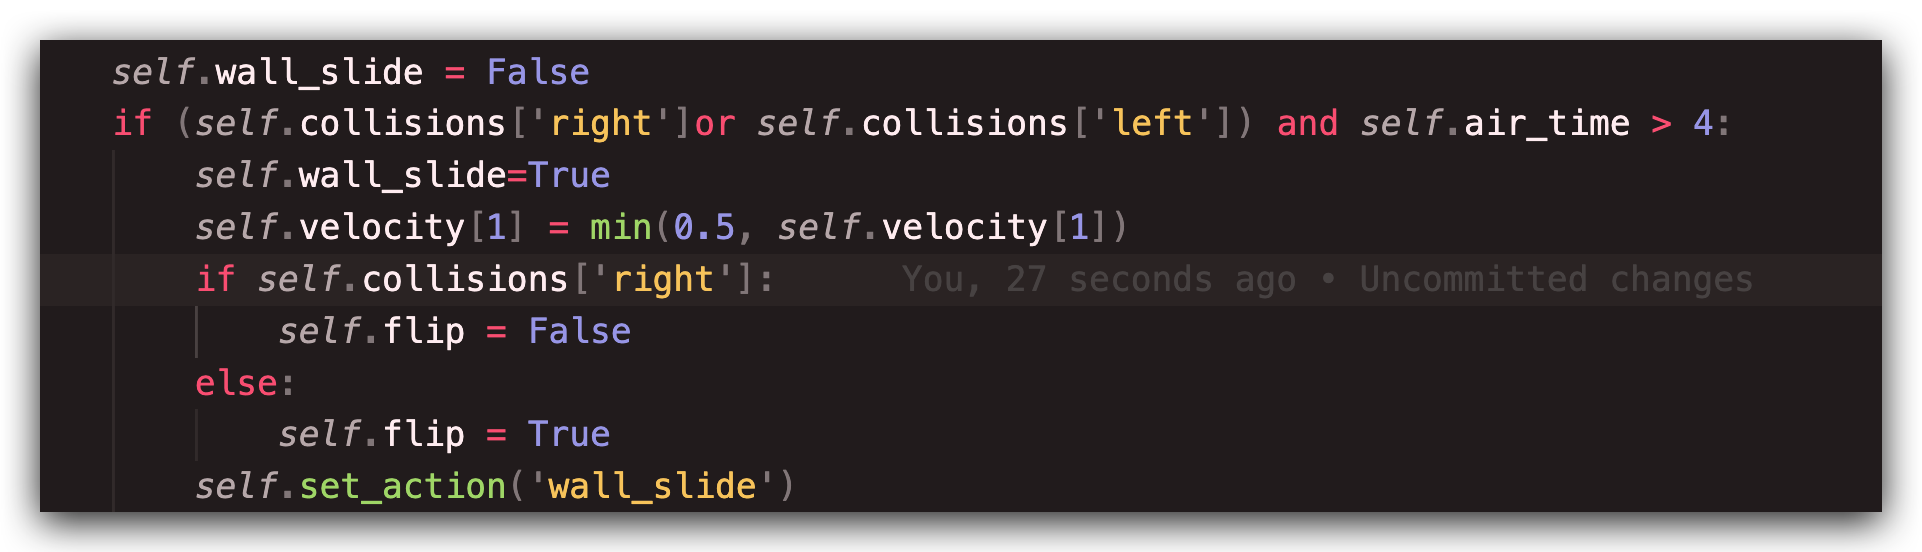 self.wall_slide = False
if (self.collisions['right']or self.collisions['left']) and self.air_time > 4:
self.wall_slide=True
self.velocity[1] = min(0.5, self.velocity[1])
if self.collisions['right']: You, 27 seconds ago • Uncommitted changes
self.flip = False
else:
self.flip = True
self.set_action('wall_slide')